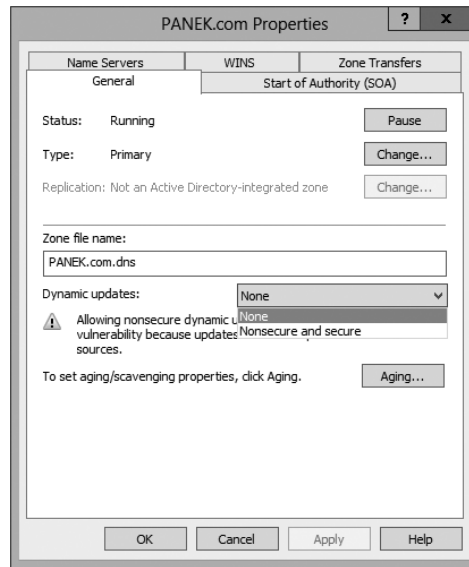 PANEK.com Properties
?
x
Name Servers
WINS
Zone Transfers
General
Start of Authority (SOA)
Status: Running
Pause
Type: Primary
Change...
Replication: Not an Active Directory-integrated zone
Change...
Zone file name:
PANEK.com.dns
Dynamic updates:
None
None
Nonsecure and secure
Allowing nonsecure dynamic
vulnerability because updates
sources.
To set aging/scavenging properties, click Aging.
Aging...
OK
Cancel
Apply
Help